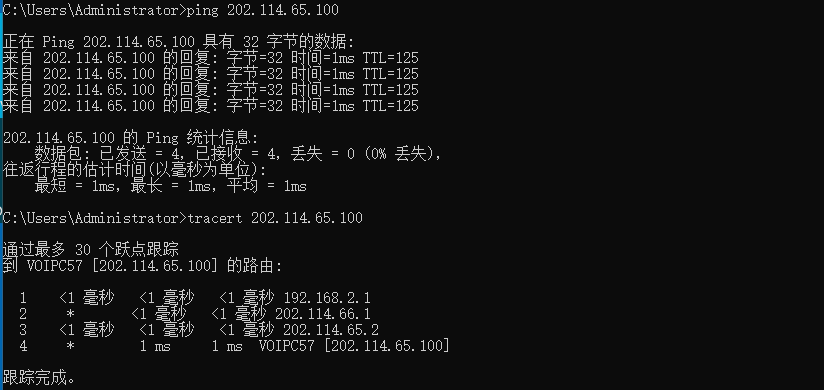 C:\Users\Administrator>ping 202.114.65.100
正在 Ping 202.114.65.100 具有 32 字节的数据:
来自 202.114.65.100 的回复: 字节=32 时间=1ms TTL=125
来自 202.114.65.100 的回复: 字节=32 时间=1ms TTL=125
来自 202.114.65.100 的回复: 字节=32 时间=1ms TTL=125
来自 202.114.65.100 的回复: 字节=32 时间=1ms TTL=125
202.114.65.100 的 Ping 统计信息:
数据包: 已发送 = 4, 已接收 = 4, 丢失 = 0 (0% 丢失),
往返行程的估计时间(以毫秒为单位):
最短 = 1ms, 最长 = 1ms, 平均 = 1ms
C:\Users\Administrator>tracert 202.114.65.100
通过最多 30 个跃点跟踪
到 VOIPC57 [202.114.65.100] 的路由:
1 <1 毫秒 <1 毫秒 <1 毫秒 192.168.2.1
2 * <1 毫秒 <1 毫秒 202.114.66.1
3 <1 毫秒 <1 毫秒 <1 毫秒 202.114.65.2
4 * 1 ms 1 ms VOIPC57 [202.114.65.100]
跟踪完成。